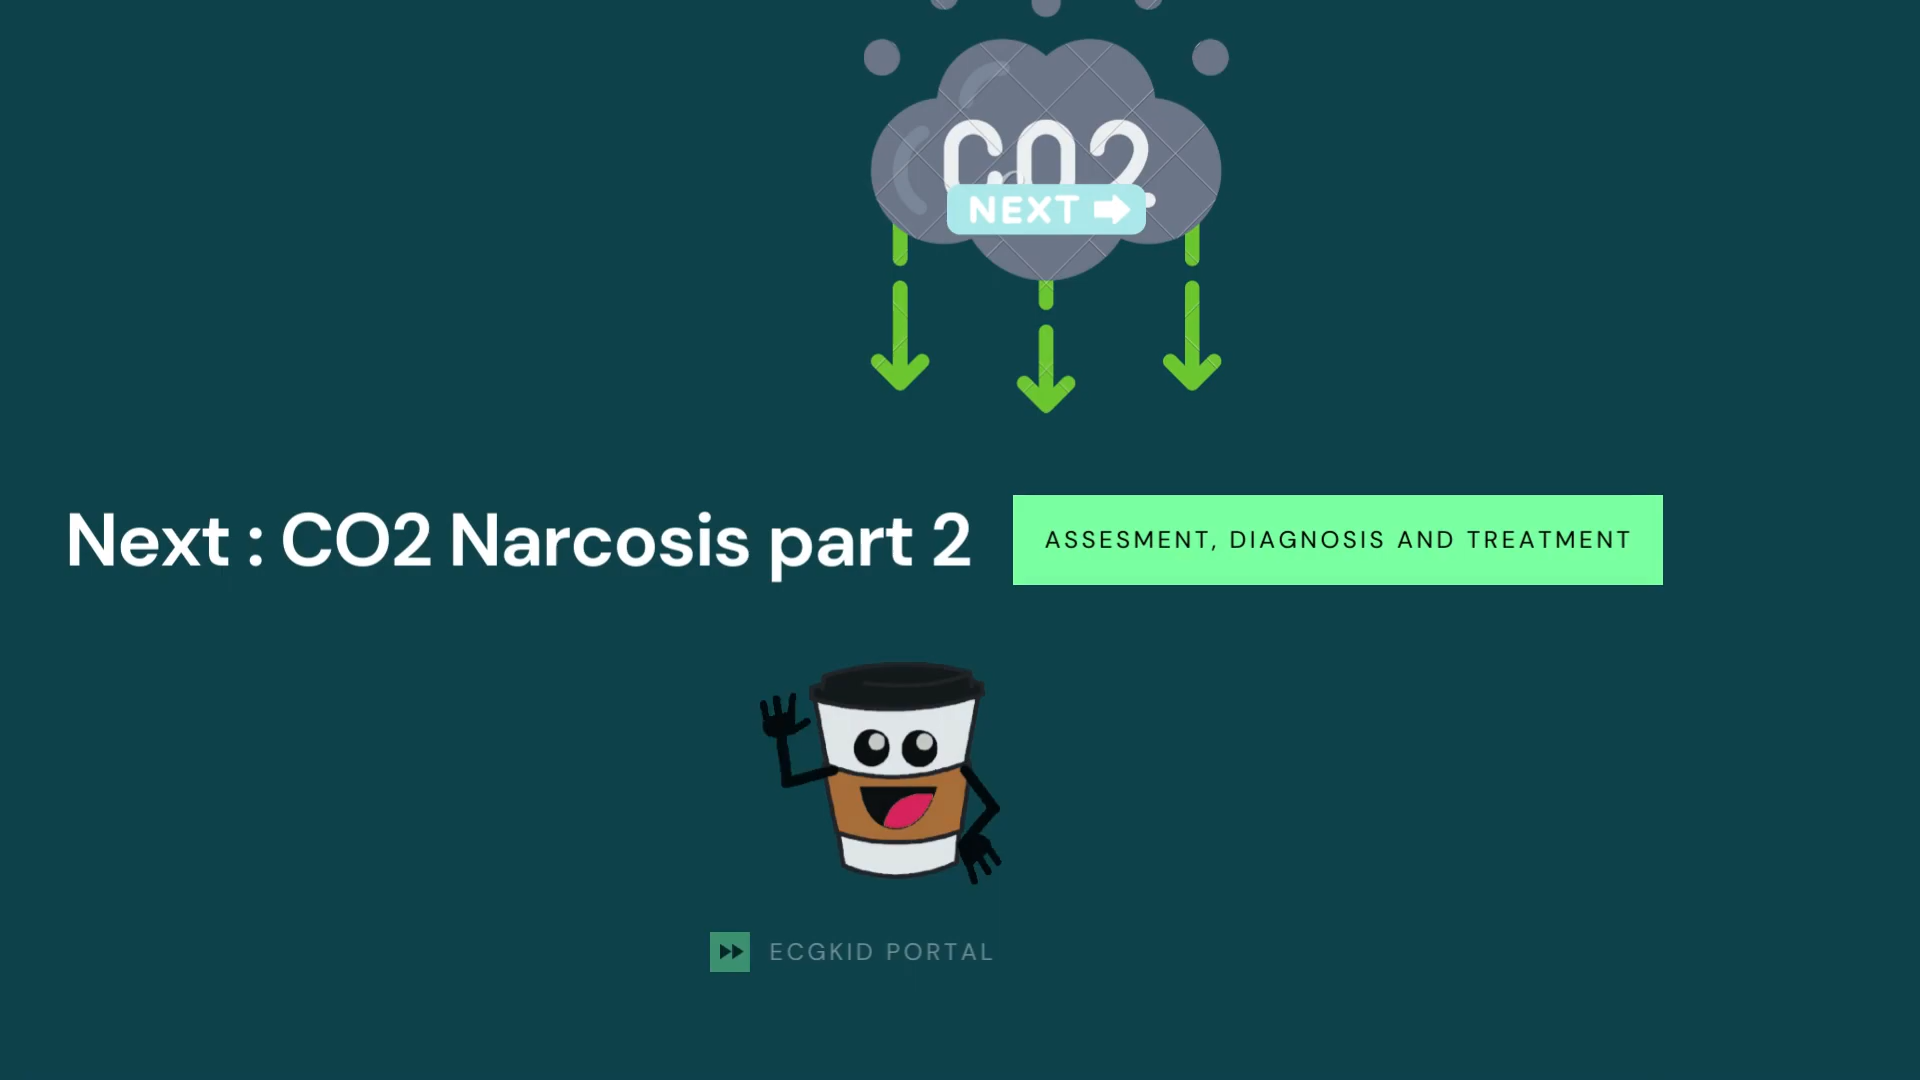 CO2
NEXT
Next : CO2 Narcosis part 2
ASSESMENT, DIAGNOSIS AND TREATMENT
ECGKID PORTAL